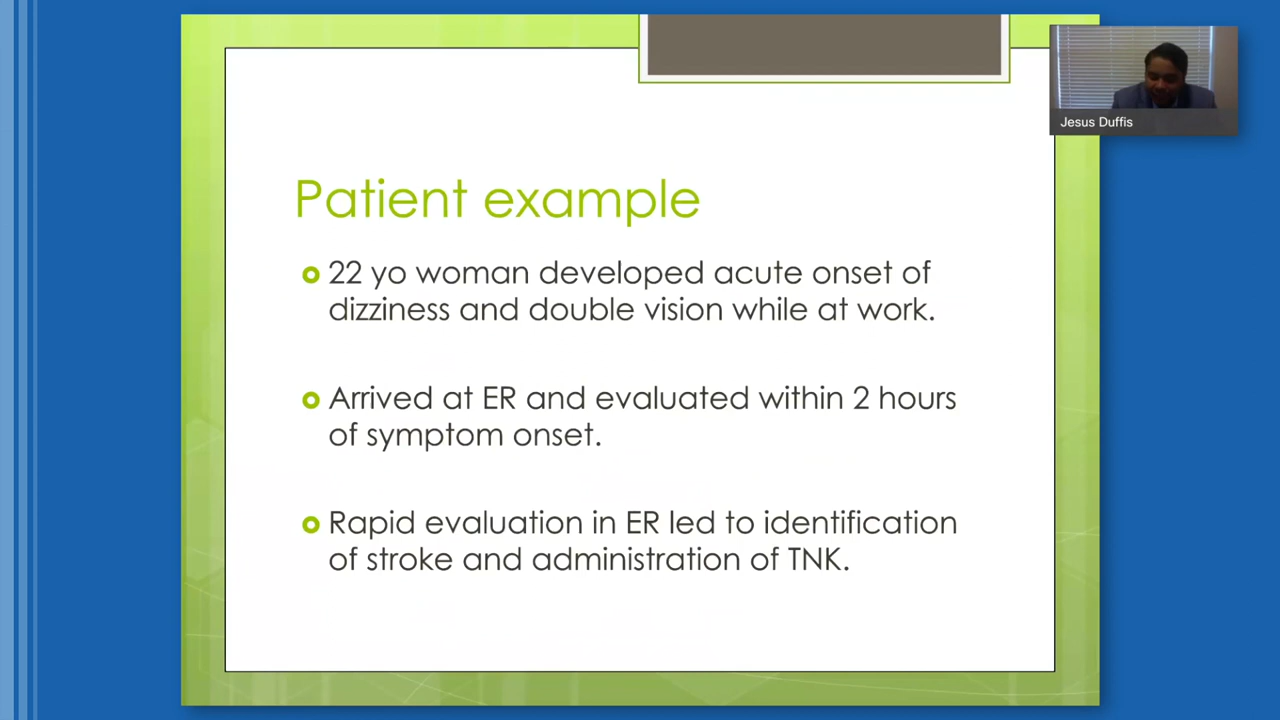 Jesus Duffis
Patient example
22 yo woman developed acute onset of
dizziness and double vision while at work.
Arrived at ER and evaluated within 2 hours
of symptom onset.
Rapid evaluation in ER led to identification
of stroke and administration of TNK.